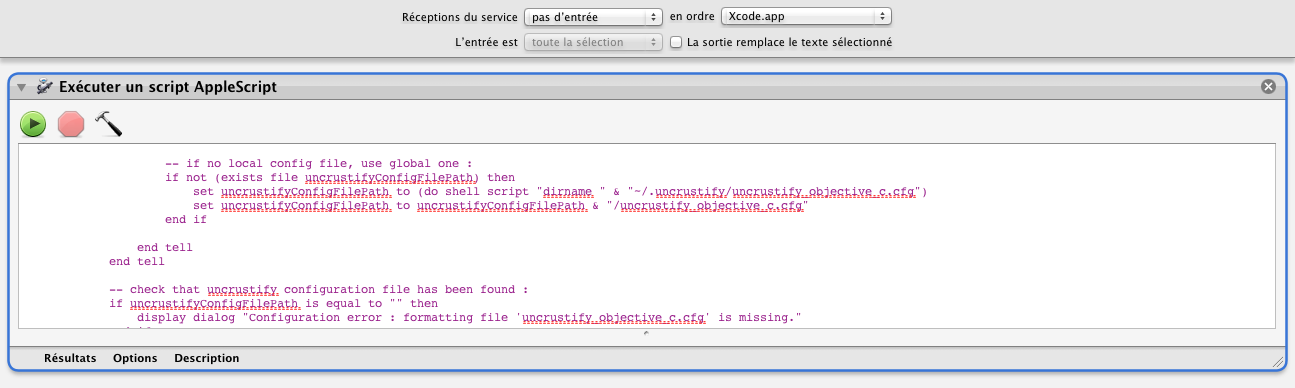 Réceptions du service pas d'entrée en ordre Xcode.app
L'entrée est toute la sélection La sortie remplace le texte sélectionné
Exécuter un script AppleScript
-- if no local config file, use global one :
if not (exists file uncrustifyConfigFilePath) then
set uncrustifyConfigFilePath to (do shell script "dirname " & "~/.uncrustify/uncrustify_objective_c.cfg")
set uncrustifyConfigFilePath to uncrustifyConfigFilePath & "/uncrustify_objective_c.cfg"
end if
end tell
end tell
-- check that uncrustify configuration file has been found :
if uncrustifyConfigFilePath is equal to "" then
display dialog "Configuration error : formatting file 'uncrustify_objective_c.cfg' is missing."
Résultats Options Description